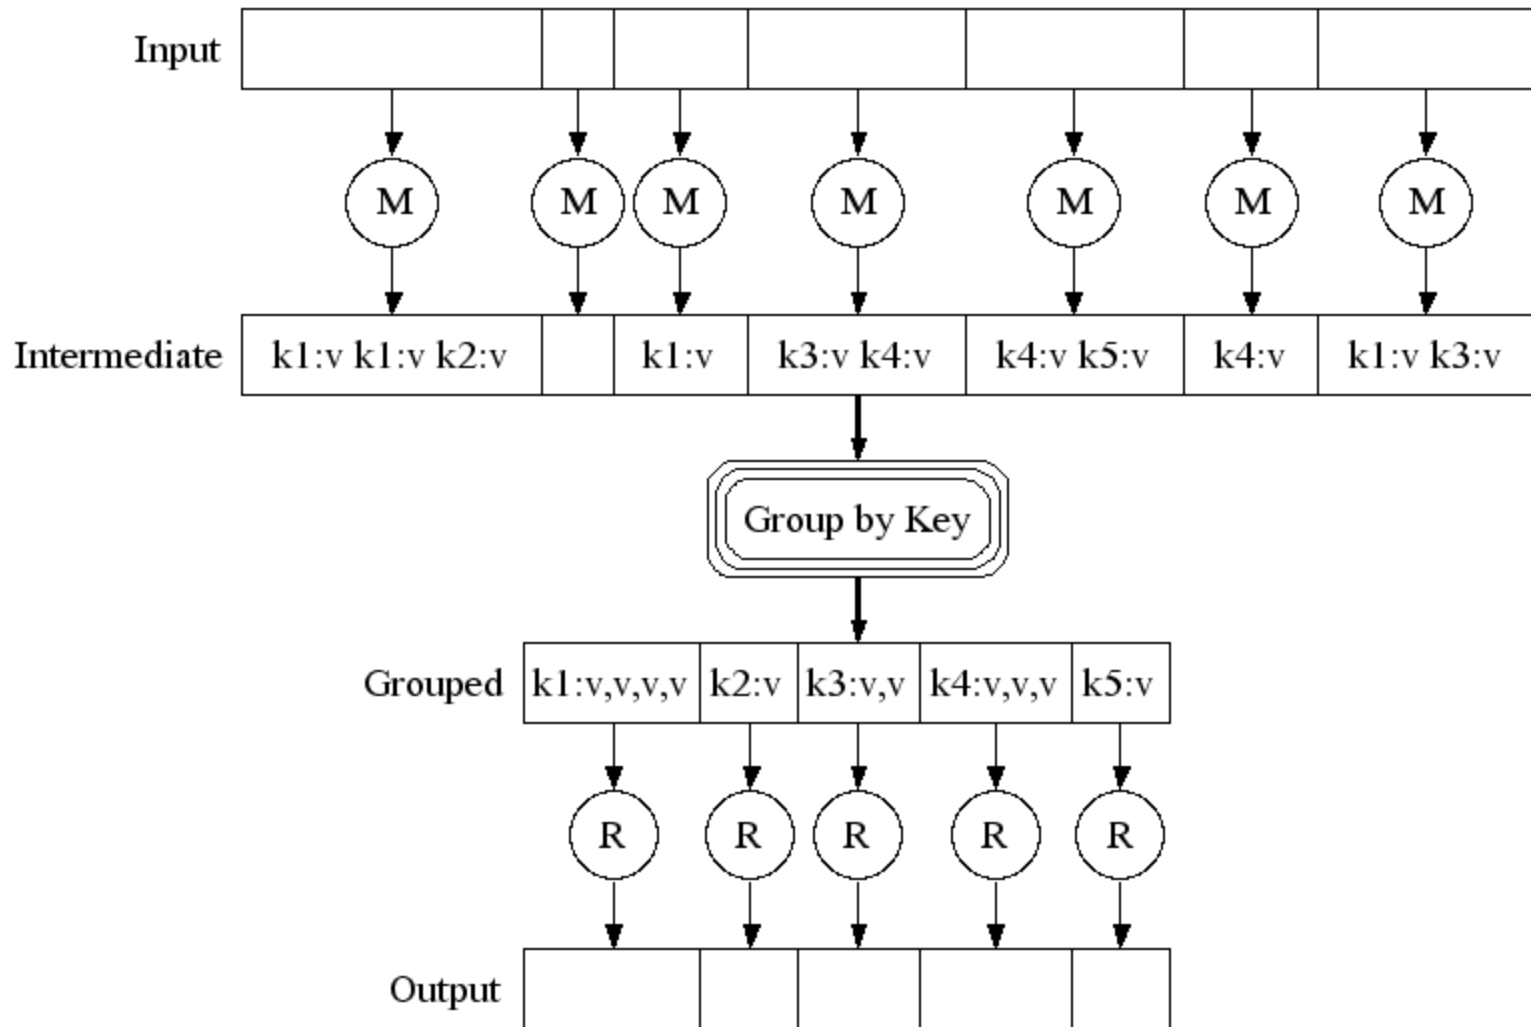 Input
M M M M M M M
Intermediate k1:v k1:v k2:v k1:v k3:v k4:v k4:v k5:v k4:v k1:v k3:v
Group by Key
Grouped k1:v,v,v,v k2:v k3:v,v k4:v,v,v k5:v
R R R R R
Output